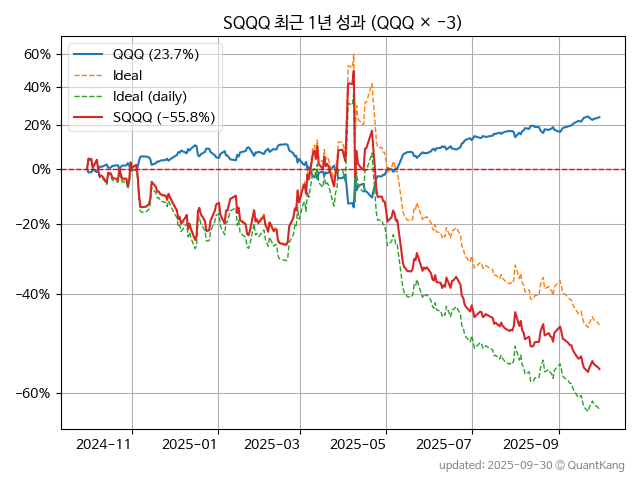 SQQQ 최근 1년 성과 (QQQ × −3)
QQQ (23.7%)
Ideal
Ideal (daily)
SQQQ (−55.8%)
60%
40%
20%
0%
−20%
−40%
−60%
2024−11 2025−01 2025−03 2025−05 2025−07 2025−09
updated: 2025-09-30 © QuantKang